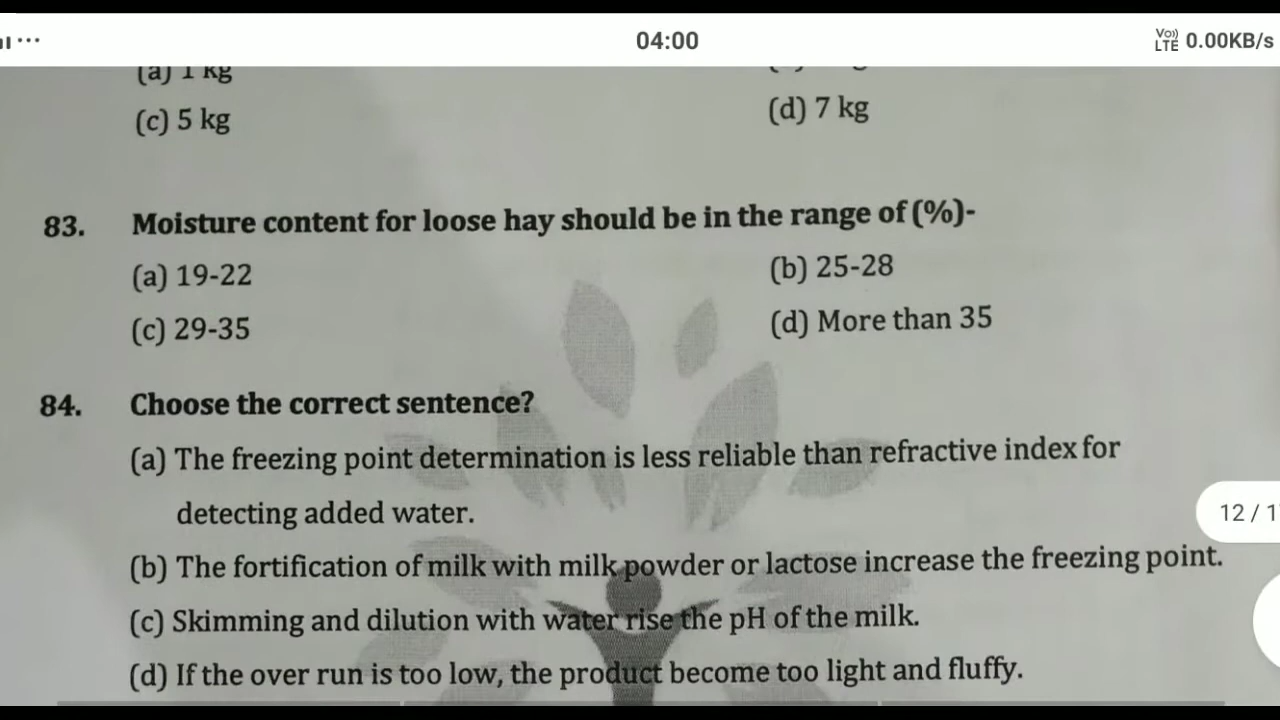 04:00
Vo)) LTE 0.00KB/s
(a) 1 kg
(c) 5 kg
(d) 7 kg
83. Moisture content for loose hay should be in the range of (%)-
(a) 19-22
(b) 25-28
(c) 29-35
(d) More than 35
84. Choose the correct sentence?
(a) The freezing point determination is less reliable than refractive index for
detecting added water.
12 / 1
(b) The fortification of milk with milk powder or lactose increase the freezing point.
(c) Skimming and dilution with water rise the pH of the milk.
(d) If the over run is too low, the product become too light and fluffy.